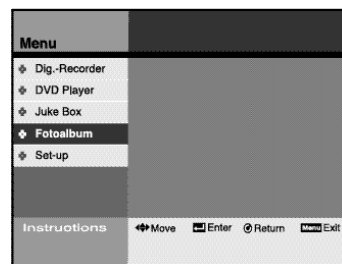 Menu
Dig.-Recorder
DVD Player
Juke Box
Fotoalbum
Set-up
Instructions Move Enter Return Menu Exit